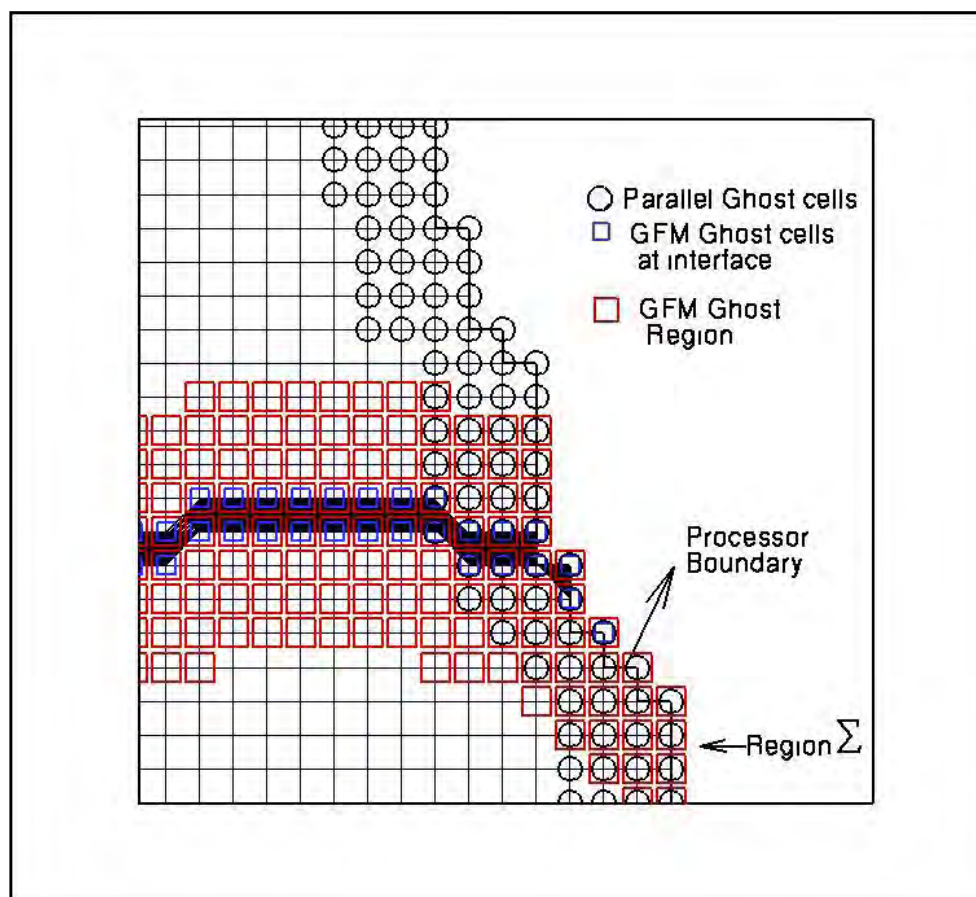 Parallel Ghost cells
GFM Ghost cells
at interface
GFM Ghost
Region
Processor
Boundary
Region Σ